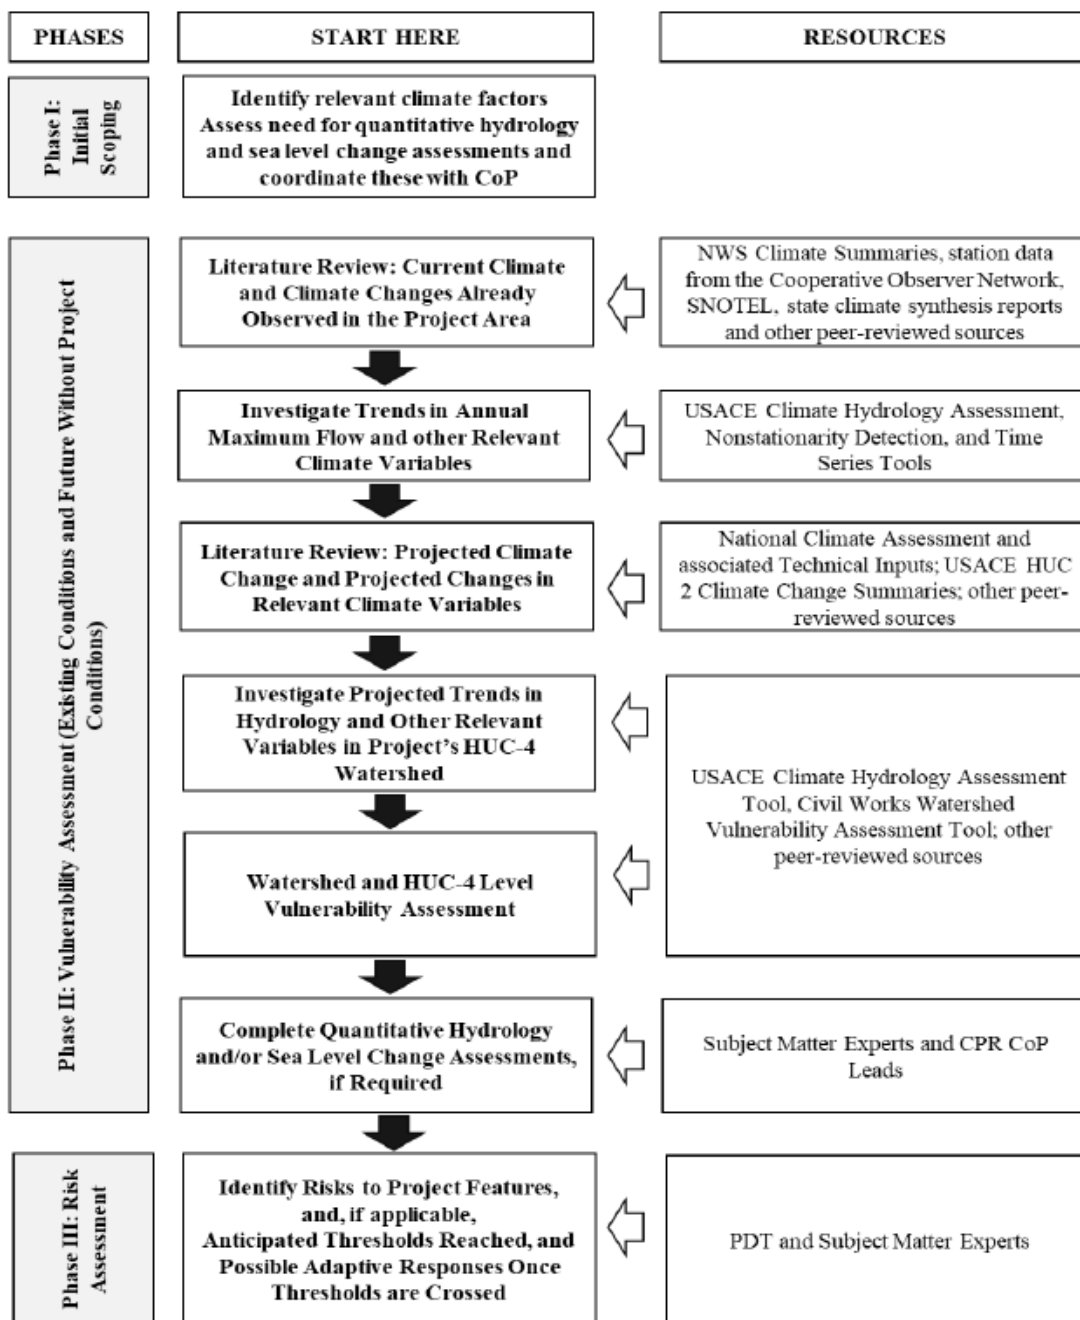 PHASES
START HERE
RESOURCES
Phase I:
Initial
Scoping
Identify relevant climate factors
Assess need for quantitative hydrology
and sea level change assessments and
coordinate these with CoP
Phase II: Vulnerability Assessment (Existing Conditions and Future Without Project
Conditions)
Literature Review: Current Climate
and Climate Changes Already
Observed in the Project Area
NWS Climate Summaries, station data
from the Cooperative Observer Network,
SNOTEL, state climate synthesis reports
and other peer-reviewed sources
Investigate Trends in Annual
Maximum Flow and other Relevant
Climate Variables
USACE Climate Hydrology Assessment,
Nonstationarity Detection, and Time
Series Tools
Literature Review: Projected Climate
Change and Projected Changes in
Relevant Climate Variables
National Climate Assessment and
associated Technical Inputs; USACE HUC
2 Climate Change Summaries; other peer-
reviewed sources
Investigate Projected Trends in
Hydrology and Other Relevant
Variables in Project's HUC-4
Watershed
Watershed and HUC-4 Level
Vulnerability Assessment
USACE Climate Hydrology Assessment
Tool, Civil Works Watershed
Vulnerability Assessment Tool; other
peer-reviewed sources
Complete Quantitative Hydrology
and/or Sea Level Change Assessments,
if Required
Subject Matter Experts and CPR CoP
Leads
Phase III: Risk
Assessment
Identify Risks to Project Features,
and, if applicable,
Anticipated Thresholds Reached, and
Possible Adaptive Responses Once
Thresholds are Crossed
PDT and Subject Matter Experts